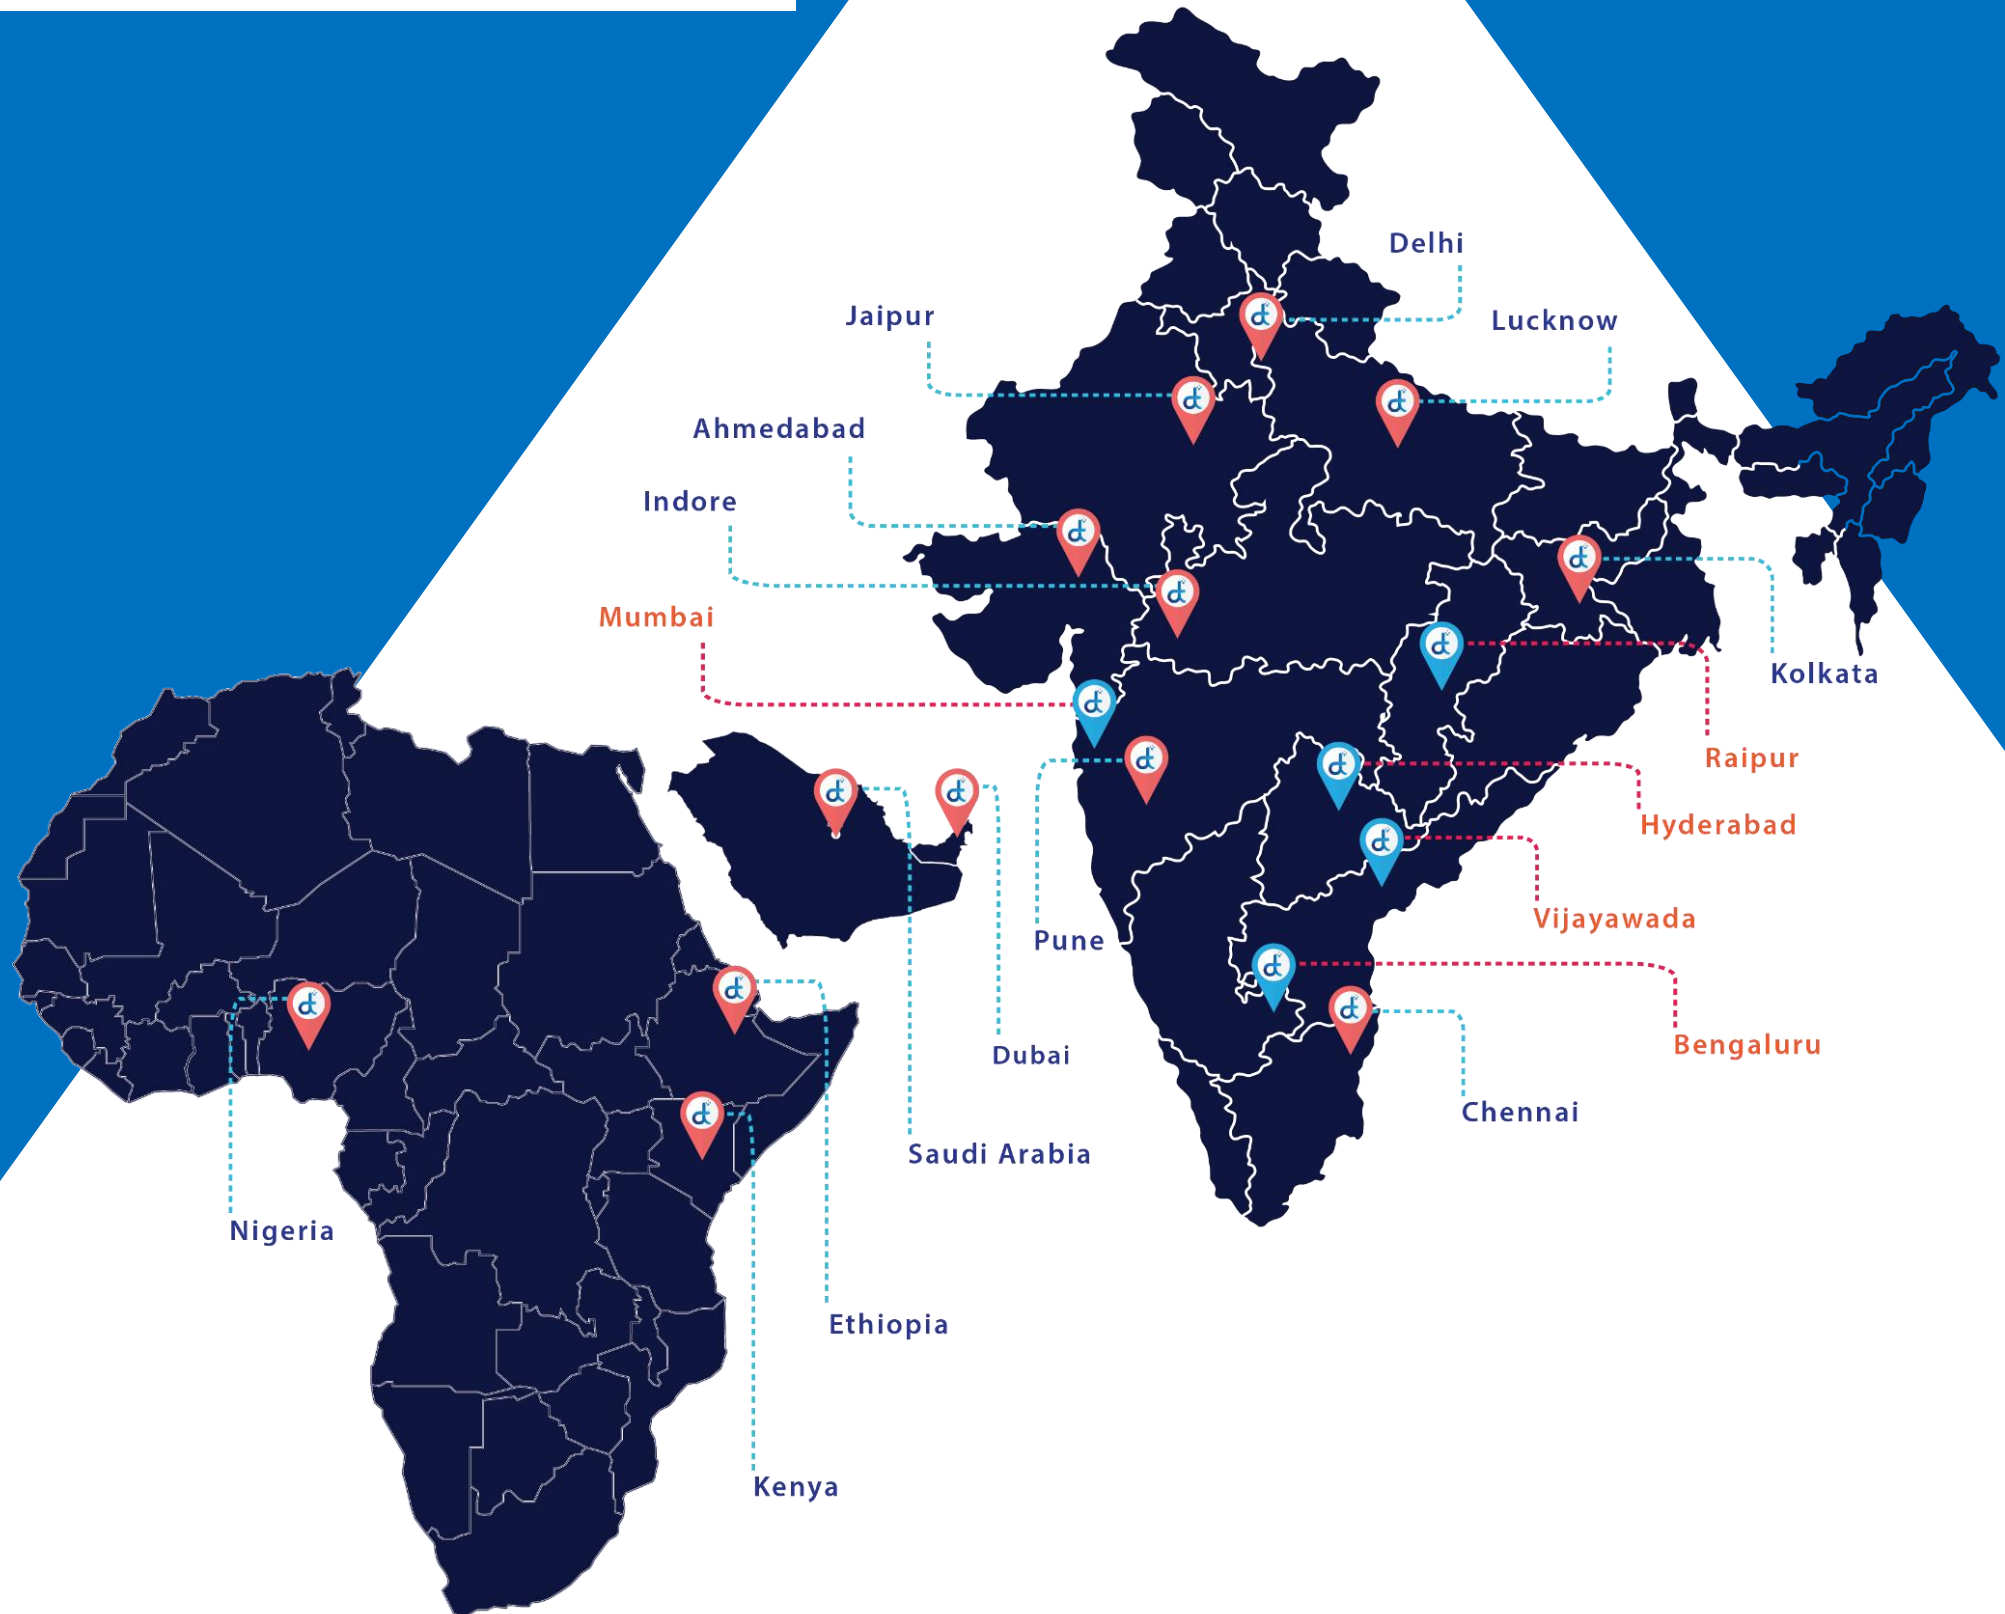 Delhi
Jaipur
Lucknow
Ahmedabad
Indore
Mumbai
Kolkata
Raipur
Hyderabad
Vijayawada
Pune
Bengaluru
Dubai
Chennai
Saudi Arabia
Nigeria
Ethiopia
Kenya